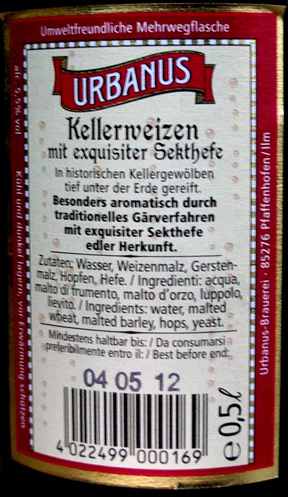 Umweltfreundliche Mehrwegflasche
URBANUS
Kellerweizen
mit exquisiter Sekthefe
In historischen Kellergewölben
tief unter der Erde gereift.
Besonders aromatisch durch
traditionelles Gärverfahren
mit exquisiter Sekthefe
edler Herkunft.
Zutaten: Wasser, Weizenmalz, Gersten-
malz, Hopfen, Hefe. / Ingredienti: acqua,
malto di frumento, malto d'orzo, luppolo,
lievito. / Ingredients: water, malted
wheat, malted barley, hops, yeast.
Mindestens haltbar bis: / Da consumarsi
preferibilmente entro il: / Best before end:
04 05 12
4 022499 000169
e 0,5l
alc. 5,5% vol Kühl und dunkel lagern, vor Erwärmung schützen
Urbanus-Brauerei · 85276 Pfaffenhofen/Ilm